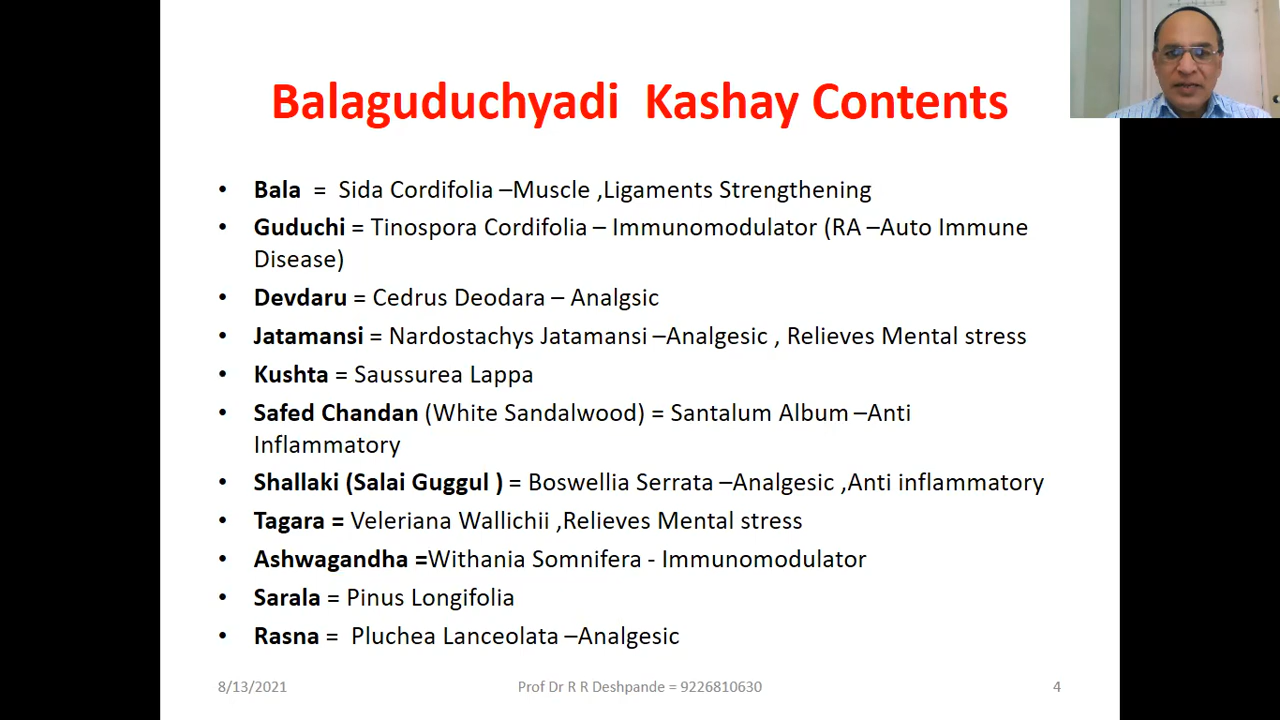 Balaguduchyadi Kashay Contents
• Bala = Sida Cordifolia –Muscle ,Ligaments Strengthening
• Guduchi = Tinospora Cordifolia – Immunomodulator (RA –Auto Immune
Disease)
• Devdaru = Cedrus Deodara – Analgsic
• Jatamansi = Nardostachys Jatamansi –Analgesic , Relieves Mental stress
• Kushta = Saussurea Lappa
• Safed Chandan (White Sandalwood) = Santalum Album –Anti
Inflammatory
• Shallaki (Salai Guggul ) = Boswellia Serrata –Analgesic ,Anti inflammatory
• Tagara = Veleriana Wallichii ,Relieves Mental stress
• Ashwagandha =Withania Somnifera - Immunomodulator
• Sarala = Pinus Longifolia
• Rasna = Pluchea Lanceolata –Analgesic
8/13/2021 Prof Dr R R Deshpande = 9226810630 4